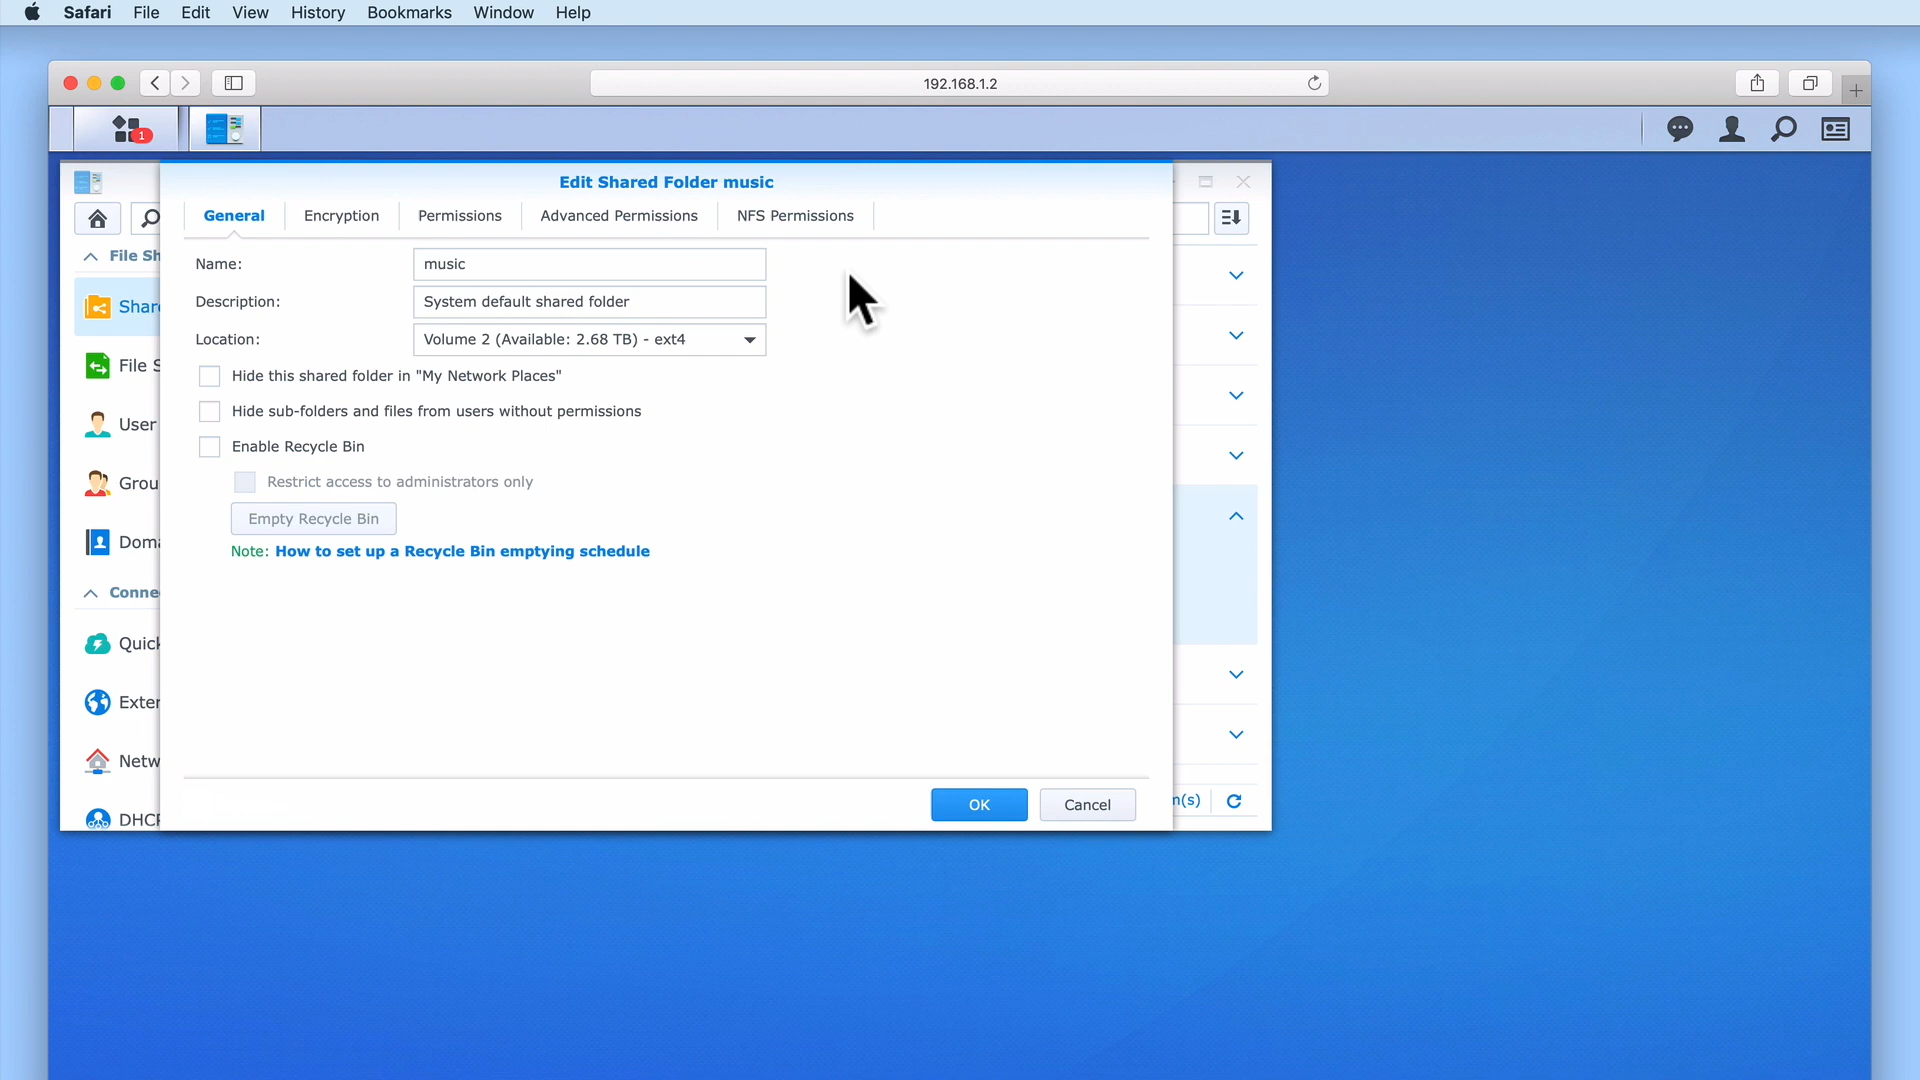 Safari File Edit View History Bookmarks Window Help
192.168.1.2
1
Edit Shared Folder music
General Encryption Permissions Advanced Permissions NFS Permissions
File Sh
Name: music
Description: System default shared folder
Shar
Location: Volume 2 (Available: 2.68 TB) - ext4
File S
Hide this shared folder in "My Network Places"
Hide sub-folders and files from users without permissions
User
Enable Recycle Bin
Grou
Restrict access to administrators only
Empty Recycle Bin
Doma
Note: How to set up a Recycle Bin emptying schedule
Conne
Quick
Exter
Netw
n(s)
OK Cancel
DHCP